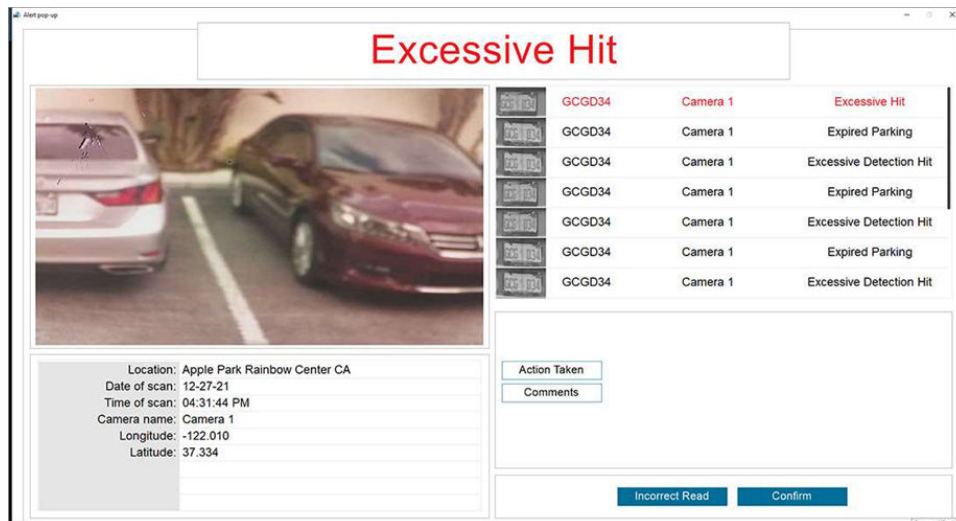 Alert pop-up
Excessive Hit
GCGD34 Camera 1 Excessive Hit
GCGD34 Camera 1 Expired Parking
GCGD34 Camera 1 Excessive Detection Hit
GCGD34 Camera 1 Expired Parking
GCGD34 Camera 1 Excessive Detection Hit
GCGD34 Camera 1 Expired Parking
GCGD34 Camera 1 Excessive Detection Hit
Location: Apple Park Rainbow Center CA
Date of scan: 12-27-21
Time of scan: 04:31:44 PM
Camera name: Camera 1
Longitude: -122.010
Latitude: 37.334
Action Taken
Comments
Incorrect Read Confirm